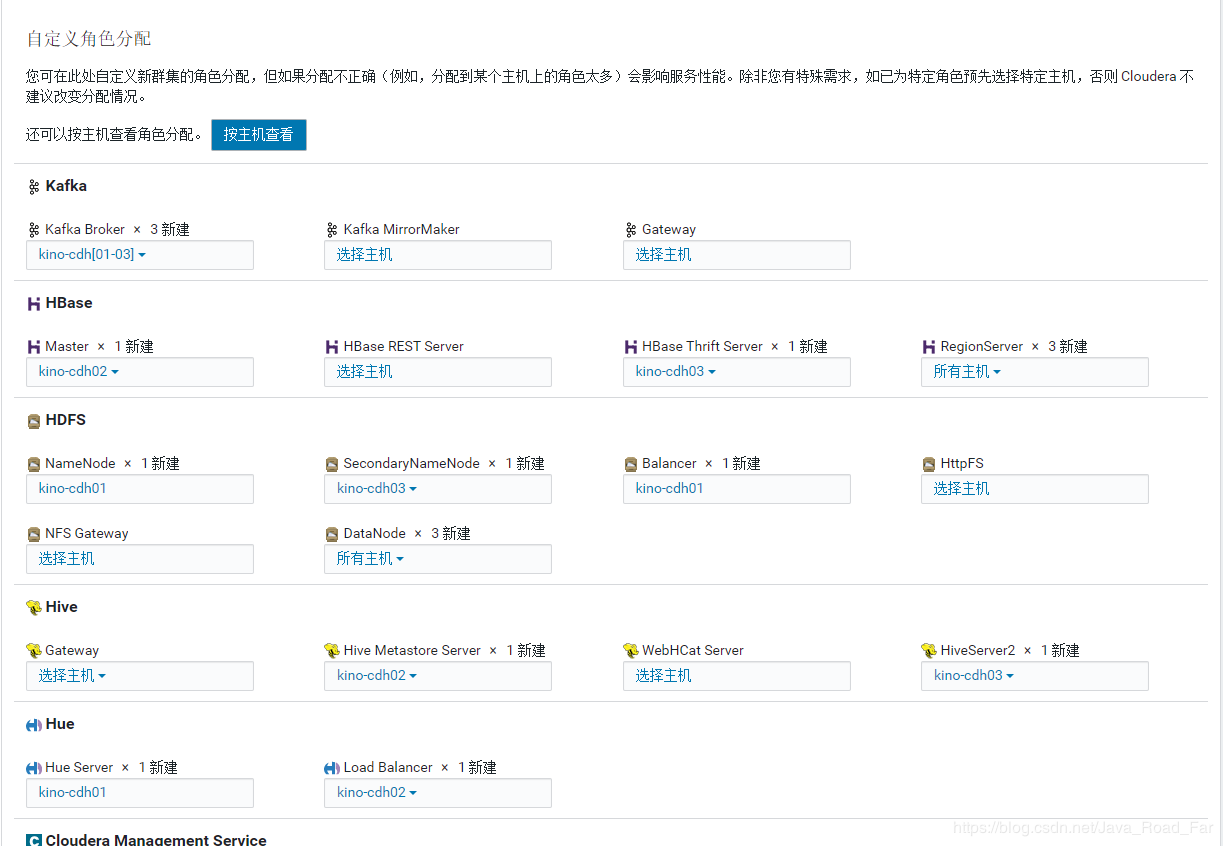 自定义角色分配
您可在此处自定义新群集的角色分配，但如果分配不正确（例如，分配到某个主机上的角色太多）会影响服务性能。除非您有特殊需求，如已为特定角色预先选择特定主机，否则 Cloudera 不
建议改变分配情况。
还可以按主机查看角色分配。 按主机查看
Kafka
Kafka Broker × 3 新建 Kafka MirrorMaker Gateway
kino-cdh[01-03] 选择主机 选择主机
HBase
Master × 1 新建 HBase REST Server HBase Thrift Server × 1 新建 RegionServer × 3 新建
kino-cdh02 选择主机 kino-cdh03 所有主机
HDFS
NameNode × 1 新建 SecondaryNameNode × 1 新建 Balancer × 1 新建 HttpFS
kino-cdh01 kino-cdh03 kino-cdh01 选择主机
NFS Gateway DataNode × 3 新建
选择主机 所有主机
Hive
Gateway Hive Metastore Server × 1 新建 WebHCat Server HiveServer2 × 1 新建
选择主机 kino-cdh02 选择主机 kino-cdh03
Hue
Hue Server × 1 新建 Load Balancer × 1 新建
kino-cdh01 kino-cdh02
Cloudera Management Service
https://blog.csdn.net/Java_Road_Far